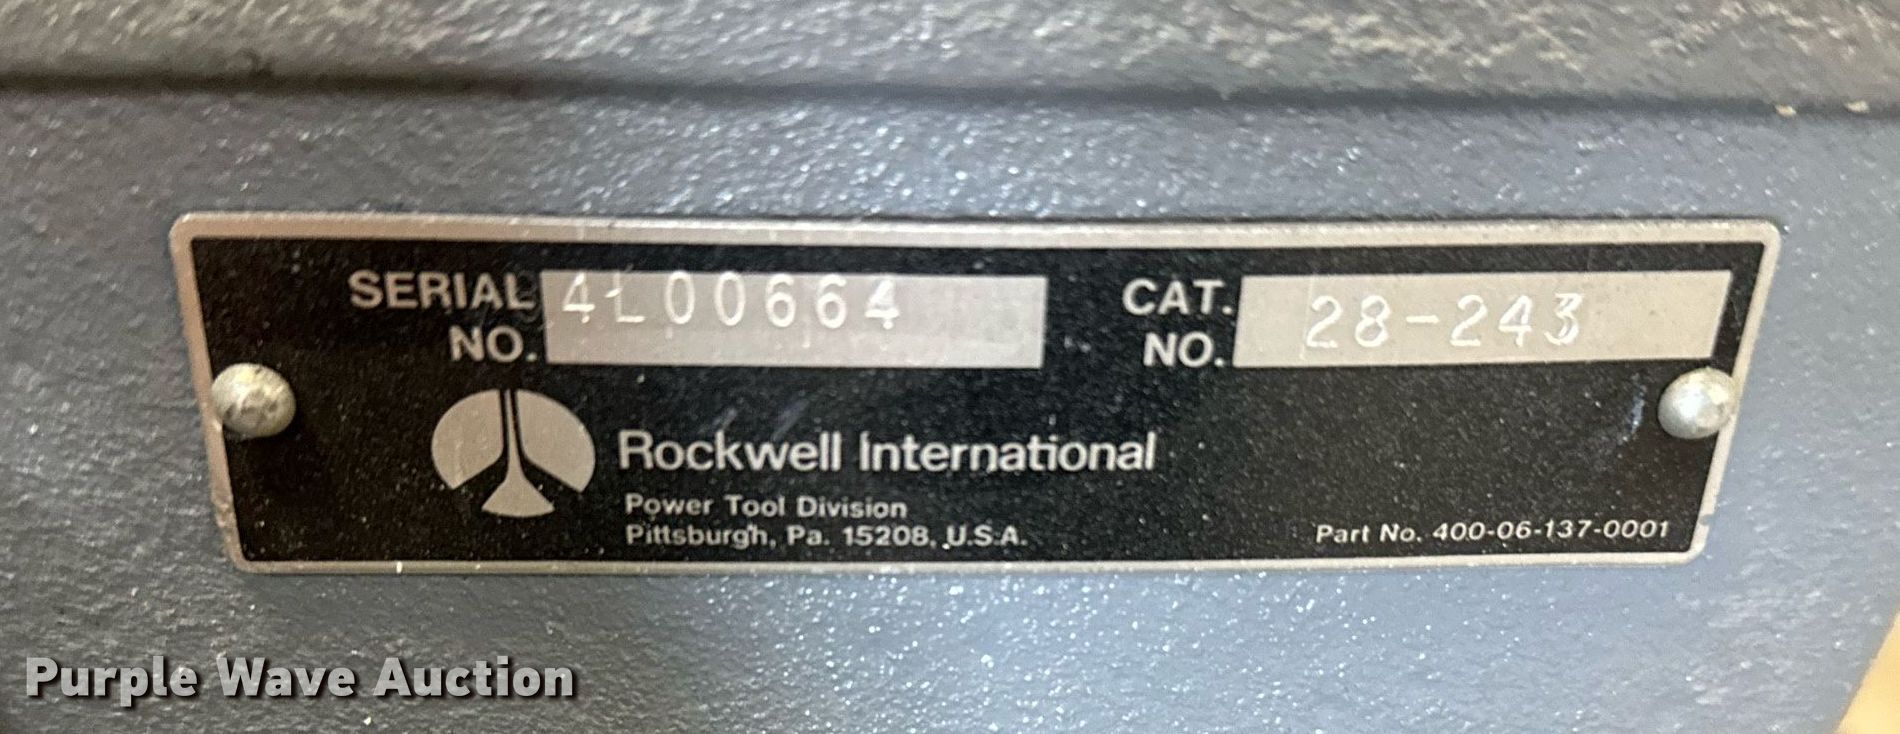 SERIAL NO. 4L00664
CAT. NO. 28-243
Rockwell International
Power Tool Division
Pittsburgh, Pa. 15208, U.S.A.
Part No. 400-06-137-0001
Purple Wave Auction